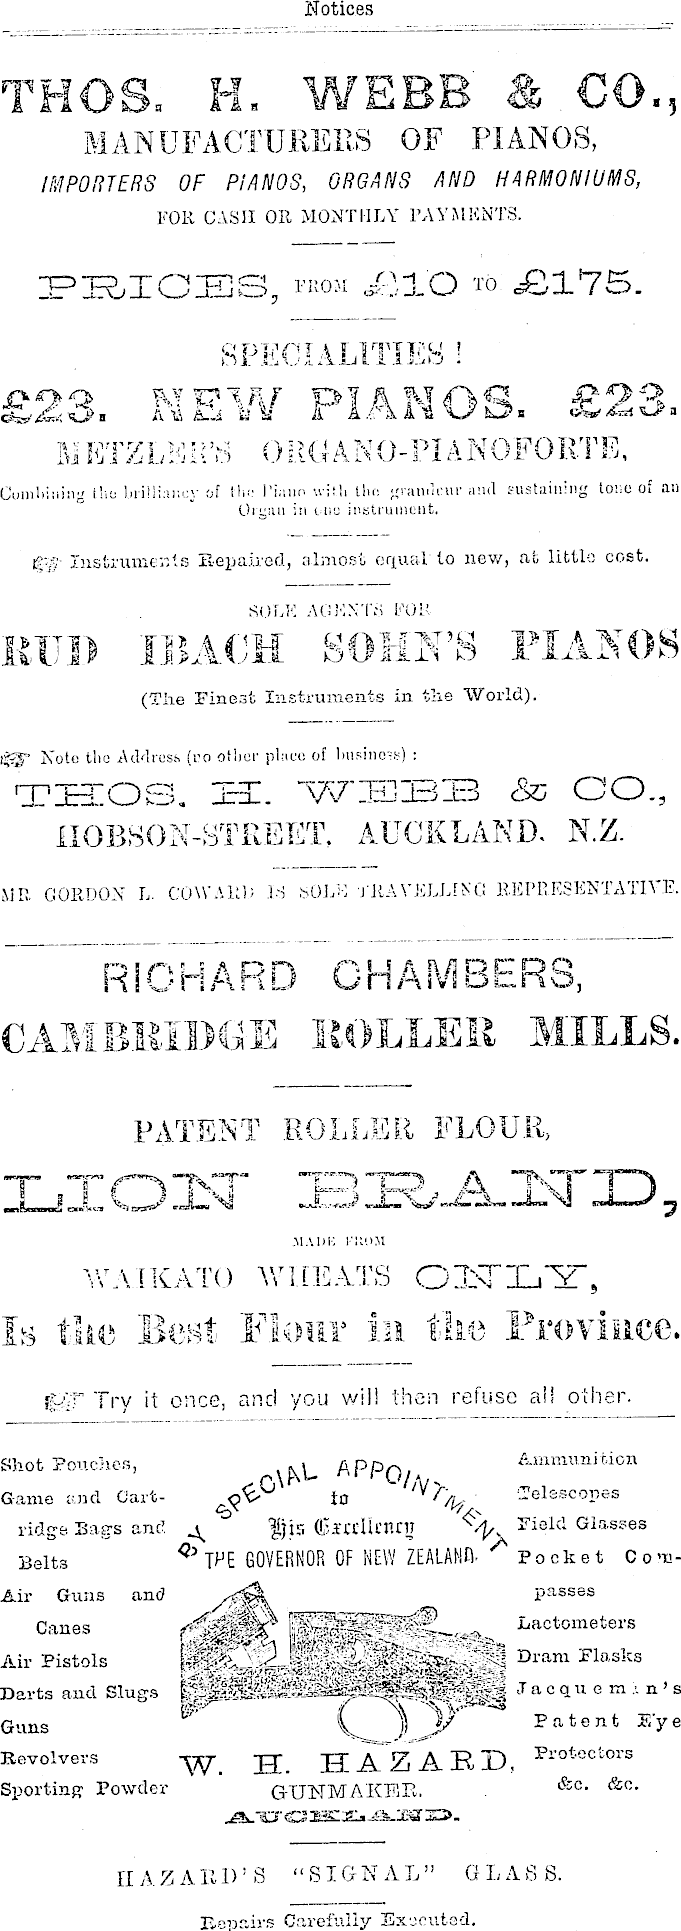 Notices
THOS. H. WEBB & CO.,
MANUFACTURERS OF PIANOS,
IMPORTERS OF PIANOS, ORGANS AND HARMONIUMS,
FOR CASH OR MONTHLY PAYMENTS.
PRICES, FROM £10 TO £175.
SPECIALITIES!
£23. NEW PIANOS. £23.
METZLER'S ORGANO-PIANOFORTE,
Combining the brilliancy of the Piano with the grandeur and sustaining tone of an
Organ in one instrument.
Instruments Repaired, almost equal to new, at little cost.
SOLE AGENTS FOR
RUD IBACH SOHN'S PIANOS
(The Finest Instruments in the World).
Note the Address (no other place of business) :
THOS. H. WEBB & CO.,
HOBSON-STREET, AUCKLAND. N.Z.
MR. GORDON L. COWARD IS SOLE TRAVELLING REPRESENTATIVE.
RICHARD CHAMBERS,
CAMBRIDGE ROLLER MILLS.
PATENT ROLLER FLOUR,
LION BRAND,
MADE FROM
WAIKATO WHEATS ONLY,
Is the Best Flour in the Province.
Try it once, and you will then refuse all other.
Shot Pouches,
Game and Cart-
ridge Bags and
Belts
Air Guns and
Canes
Air Pistols
Darts and Slugs
Guns
Revolvers
Sporting Powder
BY SPECIAL APPOINTMENT
to
His Excellency
THE GOVERNOR OF NEW ZEALAND.
W. H. HAZARD,
GUNMAKER.
AUCKLAND.
Ammunition
Telescopes
Field Glasses
Pocket Com-
passes
Lactometers
Dram Flasks
Jacquemin's
Patent Eye
Protectors
&c. &c.
HAZARD'S "SIGNAL" GLASS.
Repairs Carefully Executed.